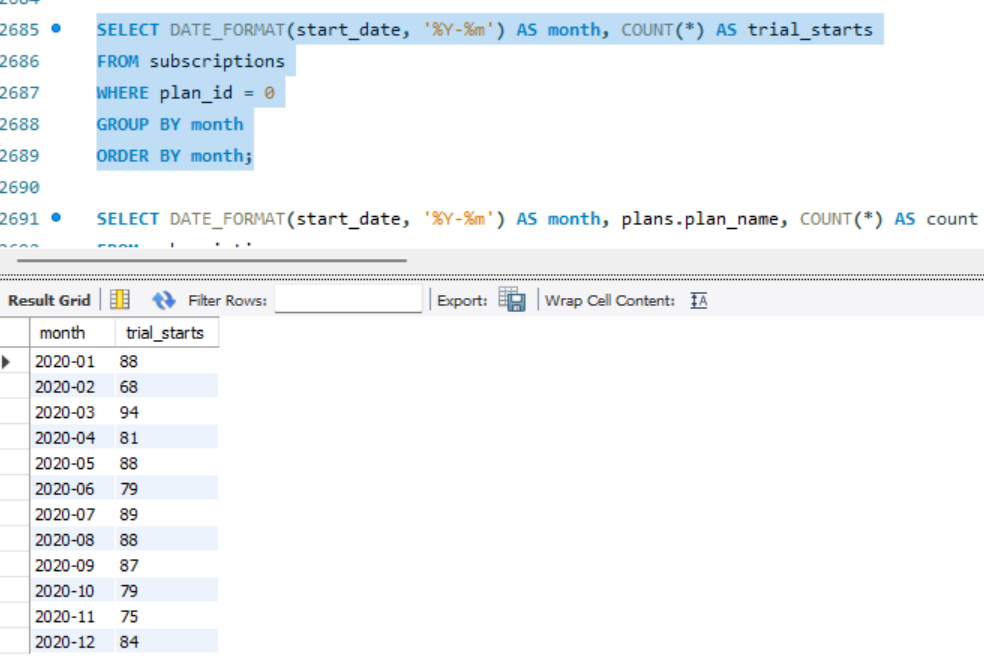 2685 SELECT DATE_FORMAT(start_date, '%Y-%m') AS month, COUNT(*) AS trial_starts
2686 FROM subscriptions
2687 WHERE plan_id = 0
2688 GROUP BY month
2689 ORDER BY month;
2690
2691 SELECT DATE_FORMAT(start_date, '%Y-%m') AS month, plans.plan_name, COUNT(*) AS count
Result Grid Filter Rows: Export: Wrap Cell Content: IA
month trial_starts
2020-01 88
2020-02 68
2020-03 94
2020-04 81
2020-05 88
2020-06 79
2020-07 89
2020-08 88
2020-09 87
2020-10 79
2020-11 75
2020-12 84